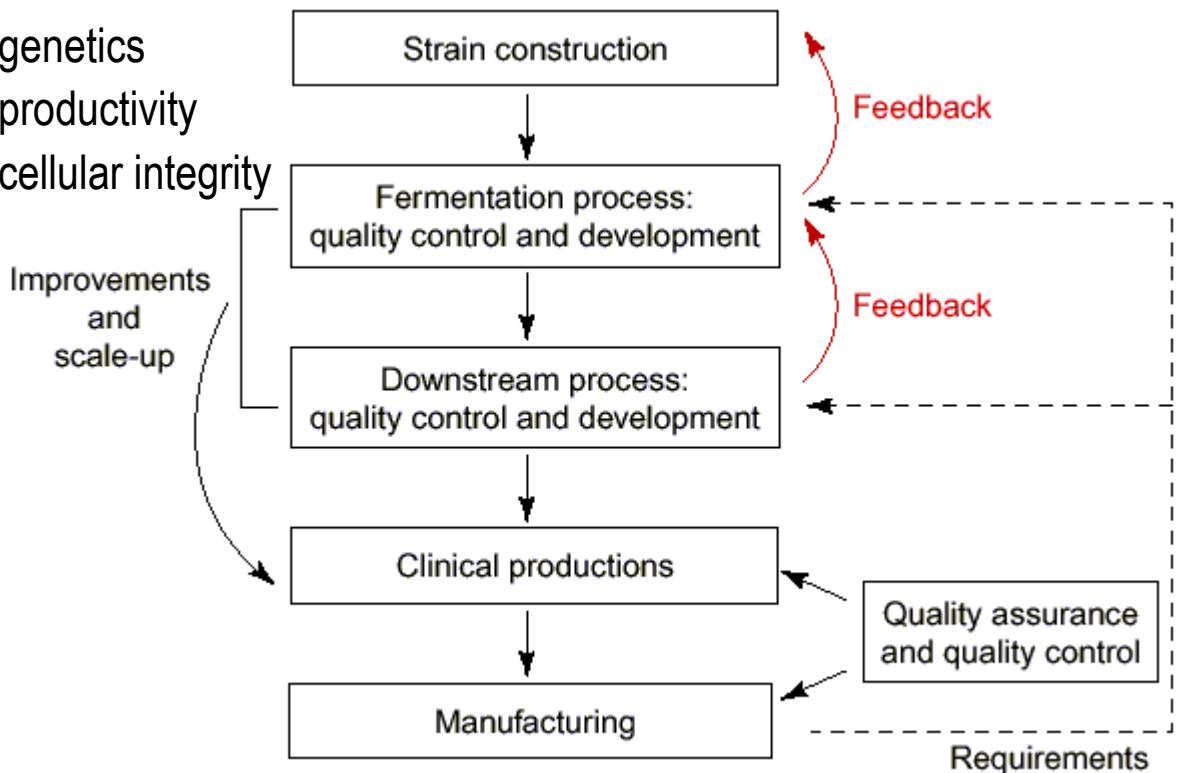 genetics
productivity
cellular integrity
Strain construction
Feedback
Fermentation process:
quality control and development
Improvements
and
scale-up
Feedback
Downstream process:
quality control and development
Clinical productions
Quality assurance
and quality control
Manufacturing
Requirements